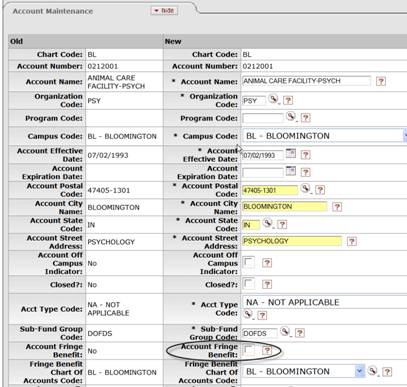 Account Maintenance
hide
Old New
Chart Code: BL Chart Code: BL
Account Number: 0212001 Account Number: 0212001
Account Name: ANIMAL CARE FACILITY-PSYCH * Account Name: ANIMAL CARE FACILITY-PSYCH ?
Organization Code: PSY * Organization Code: PSY ?
Program Code: Program Code: ?
Campus Code: BL - BLOOMINGTON * Campus Code: BL - BLOOMINGTON
Account Effective Date: 07/02/1993 * Account Effective Date: 07/02/1993 ?
Account Expiration Date: Account Expiration Date: ?
Account Postal Code: 47405-1301 * Account Postal Code: 47405-1301 ?
Account City Name: BLOOMINGTON * Account City Name: BLOOMINGTON ?
Account State Code: IN * Account State Code: IN ?
Account Street Address: PSYCHOLOGY * Account Street Address: PSYCHOLOGY ?
Account Off Campus Indicator: No Account Off Campus Indicator: ?
Closed?: No Closed?: ?
Acct Type Code: NA - NOT APPLICABLE * Acct Type Code: NA - NOT APPLICABLE ?
Sub-Fund Group Code: DOFDS * Sub-Fund Group Code: DOFDS ?
Account Fringe Benefit: No Account Fringe Benefit: ?
Fringe Benefit Chart Of Accounts Code: BL - BLOOMINGTON Fringe Benefit Chart Of Accounts Code: BL - BLOOMINGTON ?